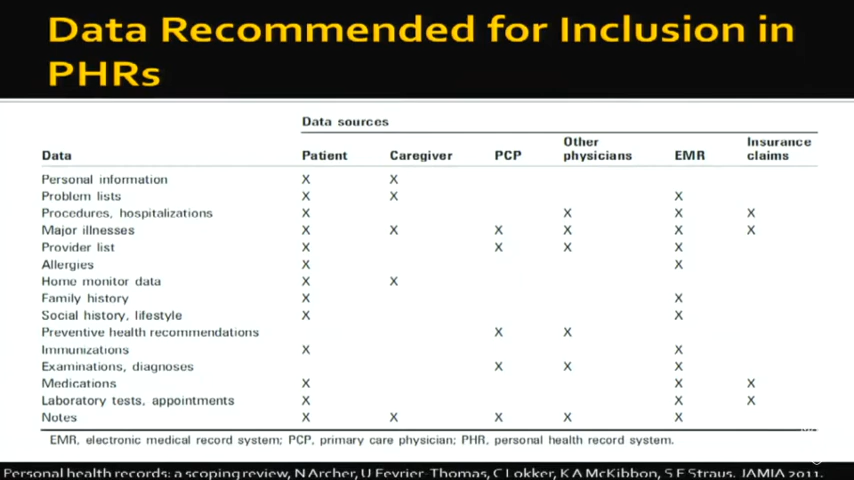 Data Recommended for Inclusion in
PHRs
Data sources
Data Patient Caregiver PCP Other physicians EMR Insurance claims
Personal information X X
Problem lists X X X
Procedures, hospitalizations X X X X
Major illnesses X X X X X X
Provider list X X X X
Allergies X X
Home monitor data X X
Family history X X
Social history, lifestyle X X
Preventive health recommendations X X
Immunizations X X
Examinations, diagnoses X X X
Medications X X X
Laboratory tests, appointments X X X
Notes X X X X X
EMR, electronic medical record system; PCP, primary care physician; PHR, personal health record system.
Personal health records: a scoping review, N Archer, U Fevrier-Thomas, C Lokker, K A McKibbon, S E Straus. JAMIA 2011.